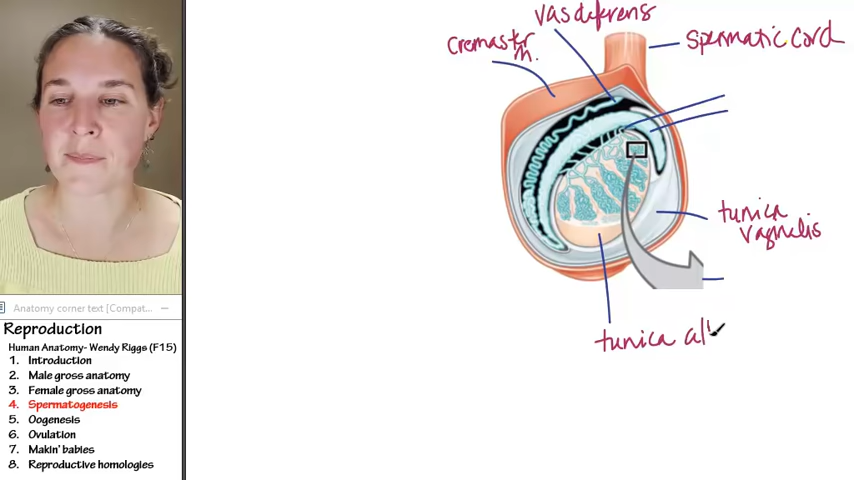 vas deferens
Cremaster
m.
Spermatic Cord
tunica
vaginalis
tunica al
Anatomy corner text [Compat...
Reproduction
Human Anatomy- Wendy Riggs (F15)
1. Introduction
2. Male gross anatomy
3. Female gross anatomy
4. Spermatogenesis
5. Oogenesis
6. Ovulation
7. Makin' babies
8. Reproductive homologies